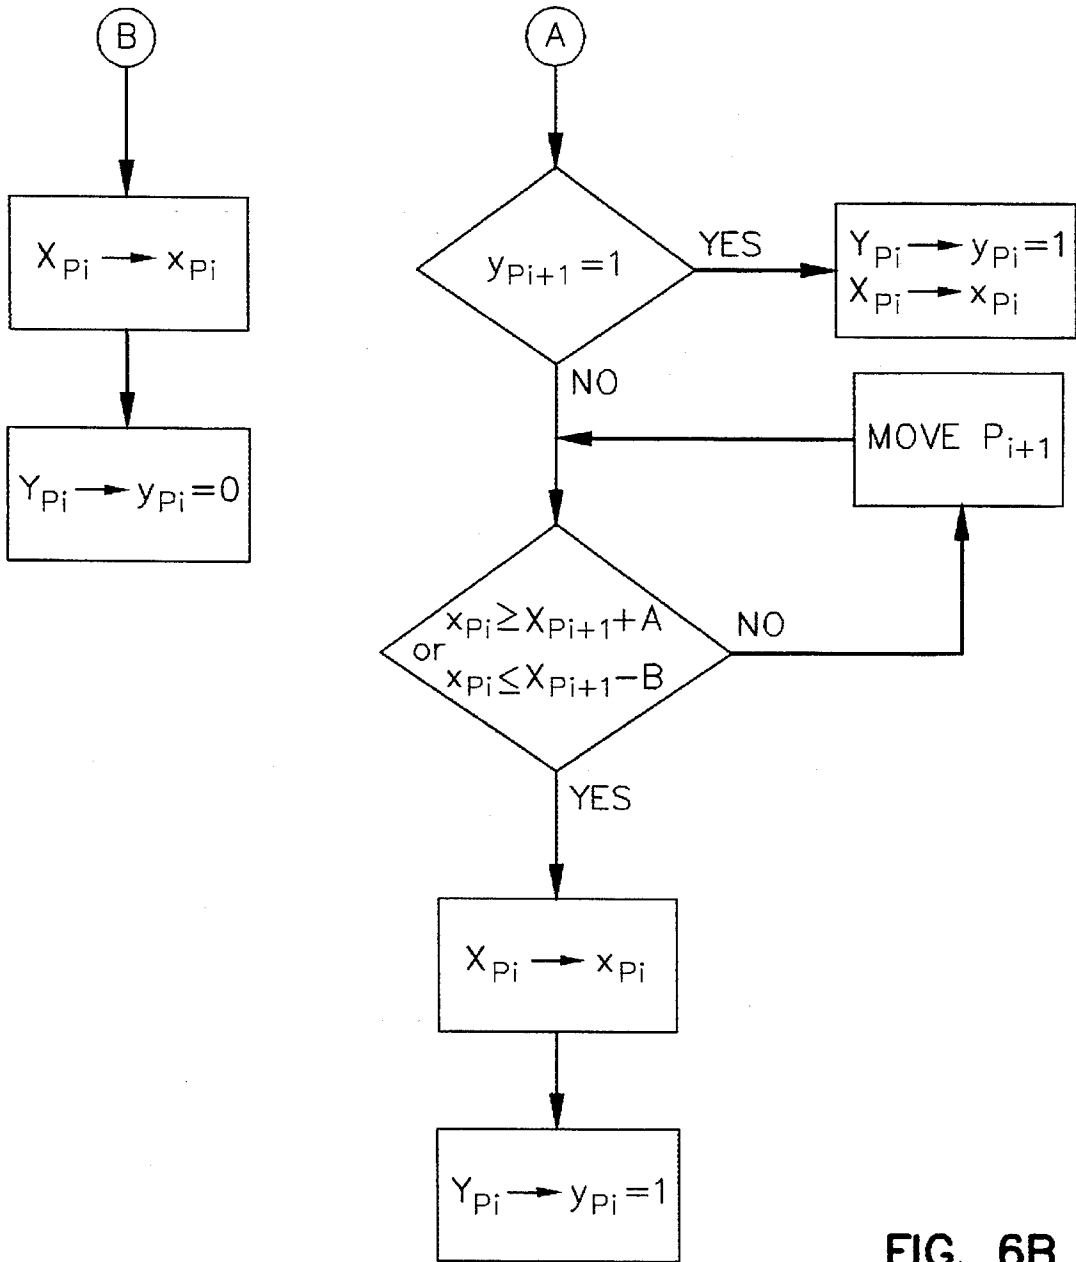 B
X_Pi → x_Pi
Y_Pi → y_Pi = 0
A
y_Pi+1 = 1
YES
Y_Pi → y_Pi = 1
X_Pi → x_Pi
NO
MOVE P_i+1
x_Pi ≥ X_Pi+1 + A
or
x_Pi ≤ X_Pi+1 − B
NO
YES
X_Pi → x_Pi
Y_Pi → y_Pi = 1
FIG. 6B